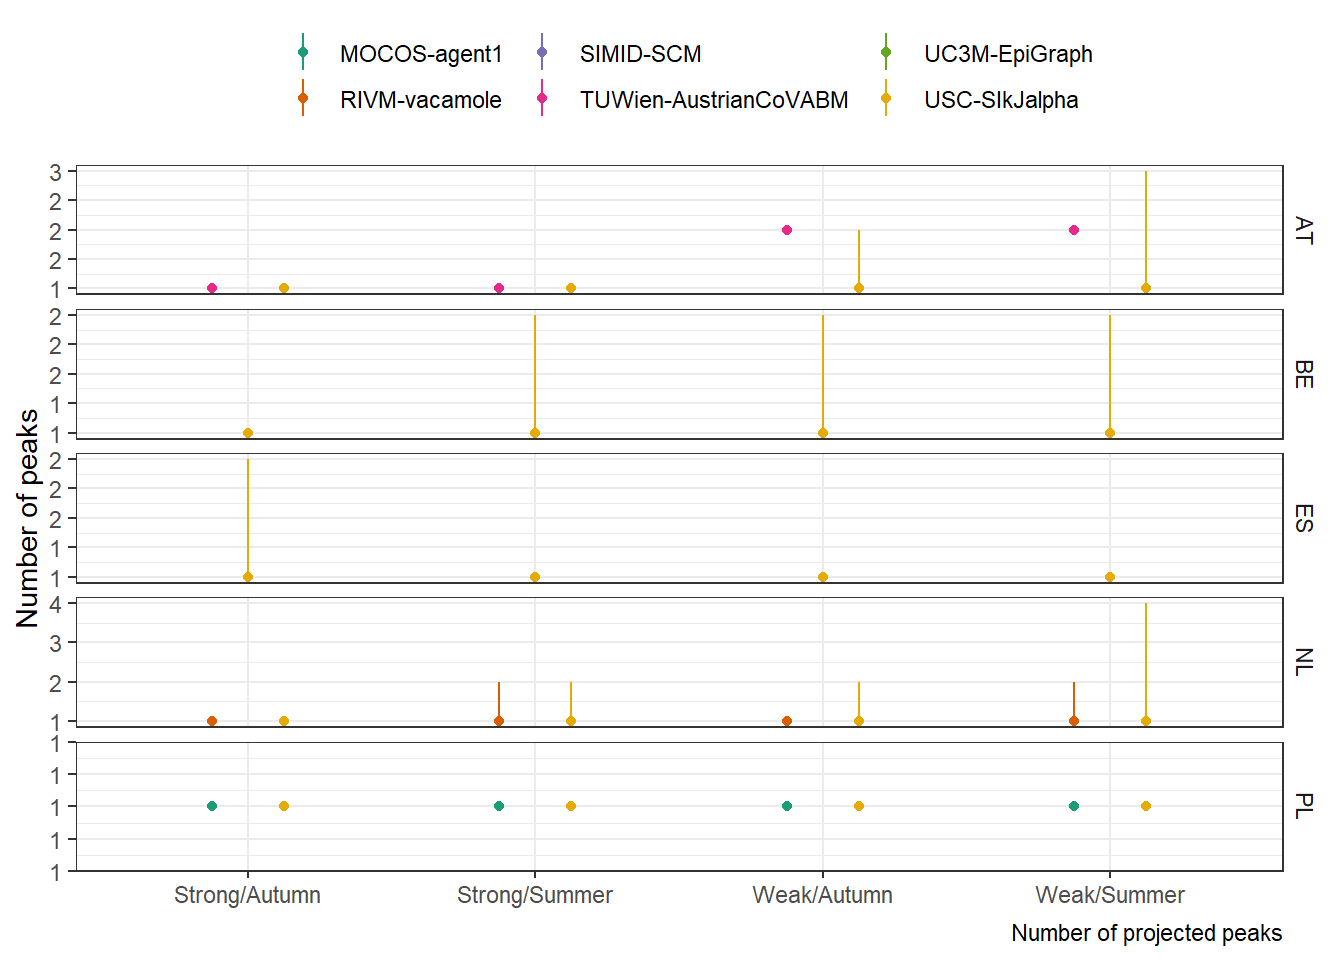 MOCOS-agent1 SIMID-SCM UC3M-EpiGraph
RIVM-vacamole TUWien-AustrianCoVABM USC-SIkJalpha
Number of peaks
3
2
2
2
1
AT
2
2
2
1
1
BE
2
2
2
1
1
ES
4
3
2
1
NL
1
1
1
1
1
PL
Strong/Autumn Strong/Summer Weak/Autumn Weak/Summer
Number of projected peaks